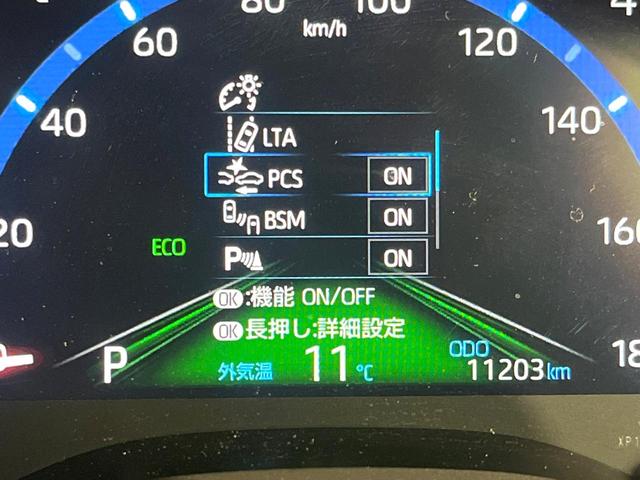 80 100
km/h
60 120
40 140
LTA
PCS ON
BSM ON
20 160
ECO
P ON
OK:機能 ON/OFF
OK長押し:詳細設定
P
外気温 11℃
ODO
11203km